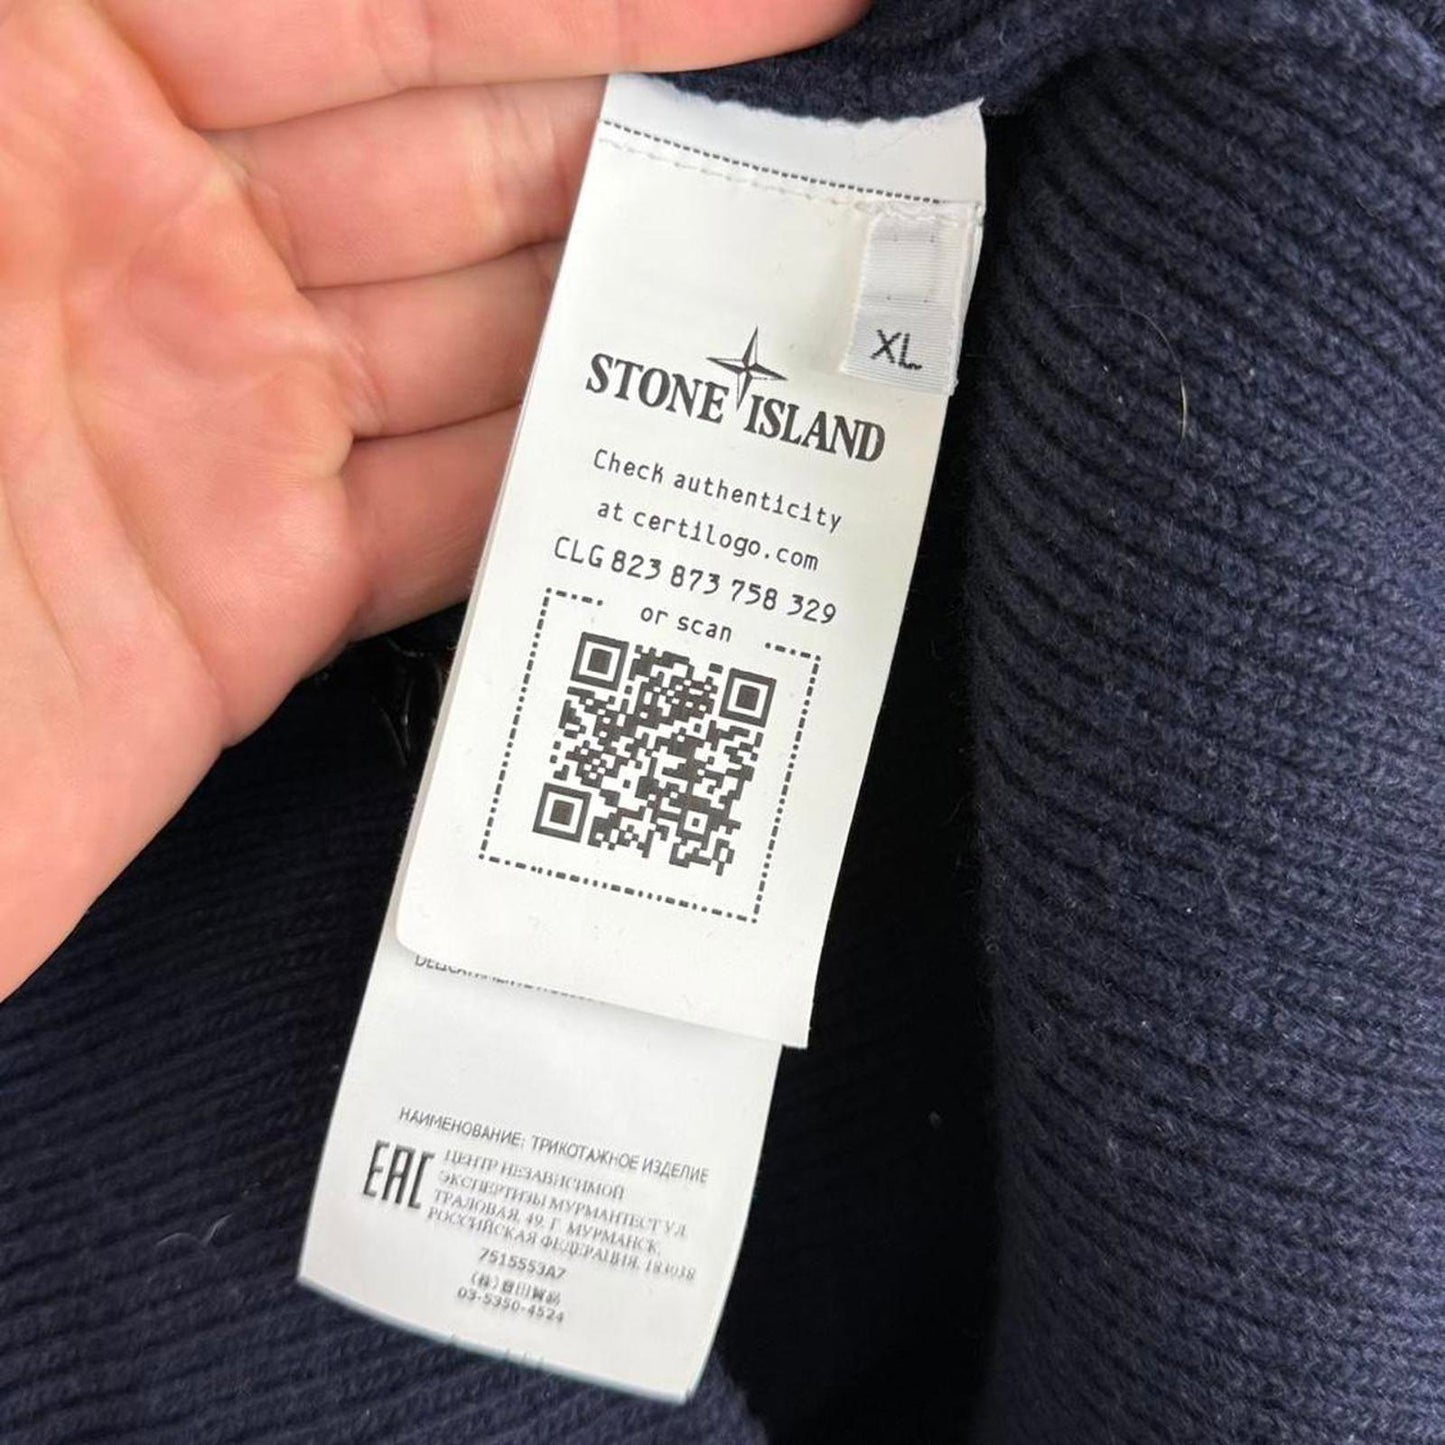 XL
STONE ISLAND
Check authenticity
at certilogo.com
CLG 823 873 758 329
or scan
НАИМЕНОВАНИЕ: ТРИКОТАЖНОЕ ИЗДЕЛИЕ
EAC
ЦЕНТР НЕЗАВИСИМОЙ
ЭКСПЕРТИЗЫ МУРМАНТЕСТ УЛ.
ТРАЛОВАЯ, 49, Г. МУРМАНСК,
РОССИЙСКАЯ ФЕДЕРАЦИЯ, 183038
7515553A7
03-5350-4524